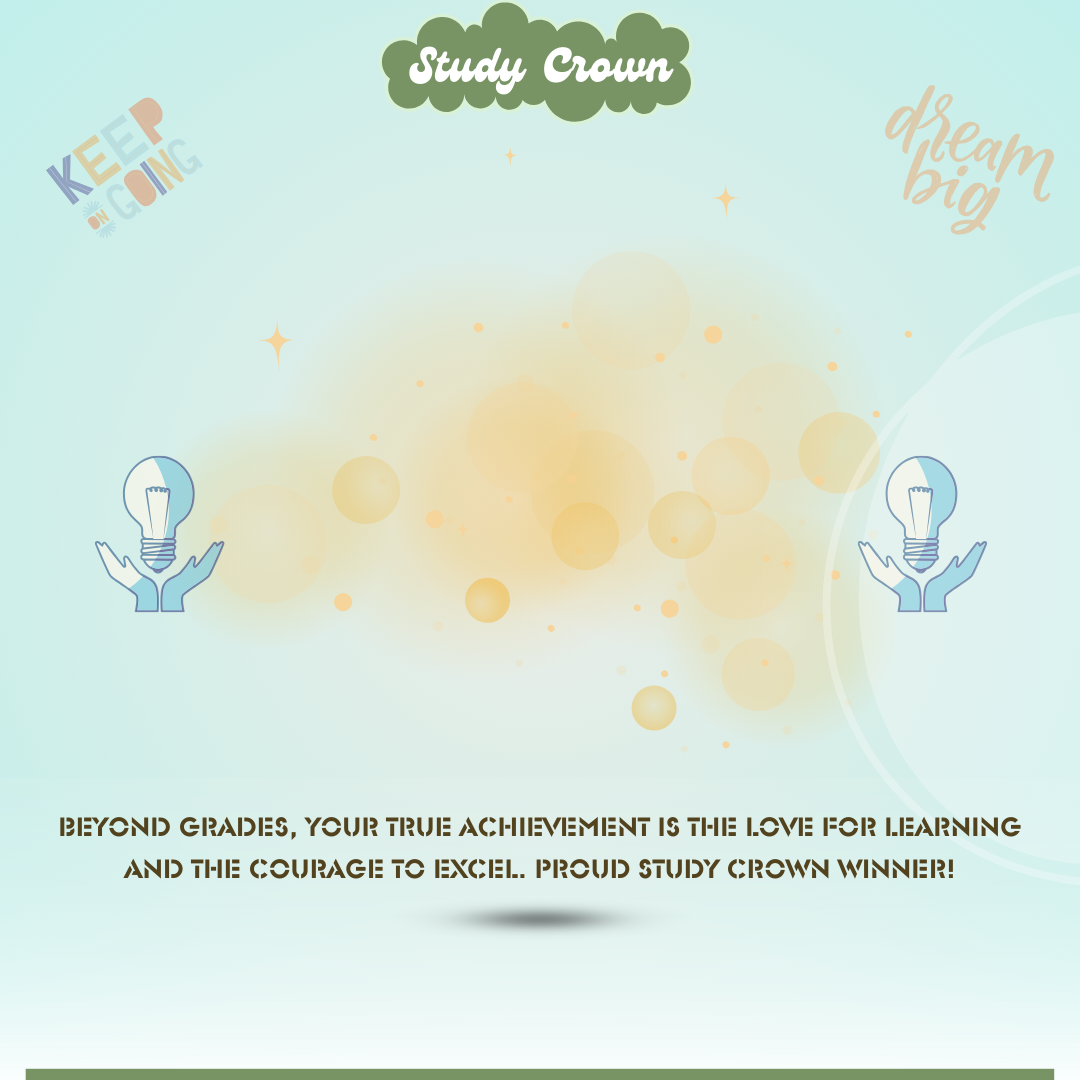 Study Crown
KEEP
ON GOING
dream
big
BEYOND GRADES, YOUR TRUE ACHIEVEMENT IS THE LOVE FOR LEARNING
AND THE COURAGE TO EXCEL. PROUD STUDY CROWN WINNER!